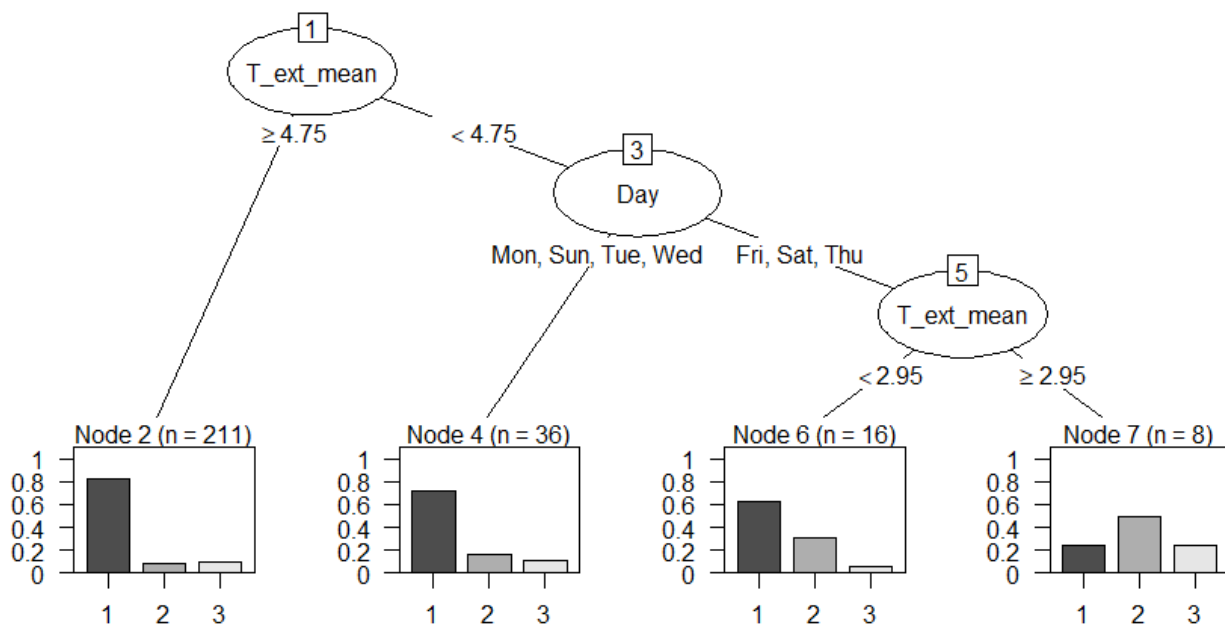 1
T_ext_mean
≥ 4.75
< 4.75
3
Day
Mon, Sun, Tue, Wed
Fri, Sat, Thu
5
T_ext_mean
< 2.95
≥ 2.95
Node 2 (n = 211)
1
0.8
0.6
0.4
0.2
0
1 2 3
Node 4 (n = 36)
1
0.8
0.6
0.4
0.2
0
1 2 3
Node 6 (n = 16)
1
0.8
0.6
0.4
0.2
0
1 2 3
Node 7 (n = 8)
1
0.8
0.6
0.4
0.2
0
1 2 3